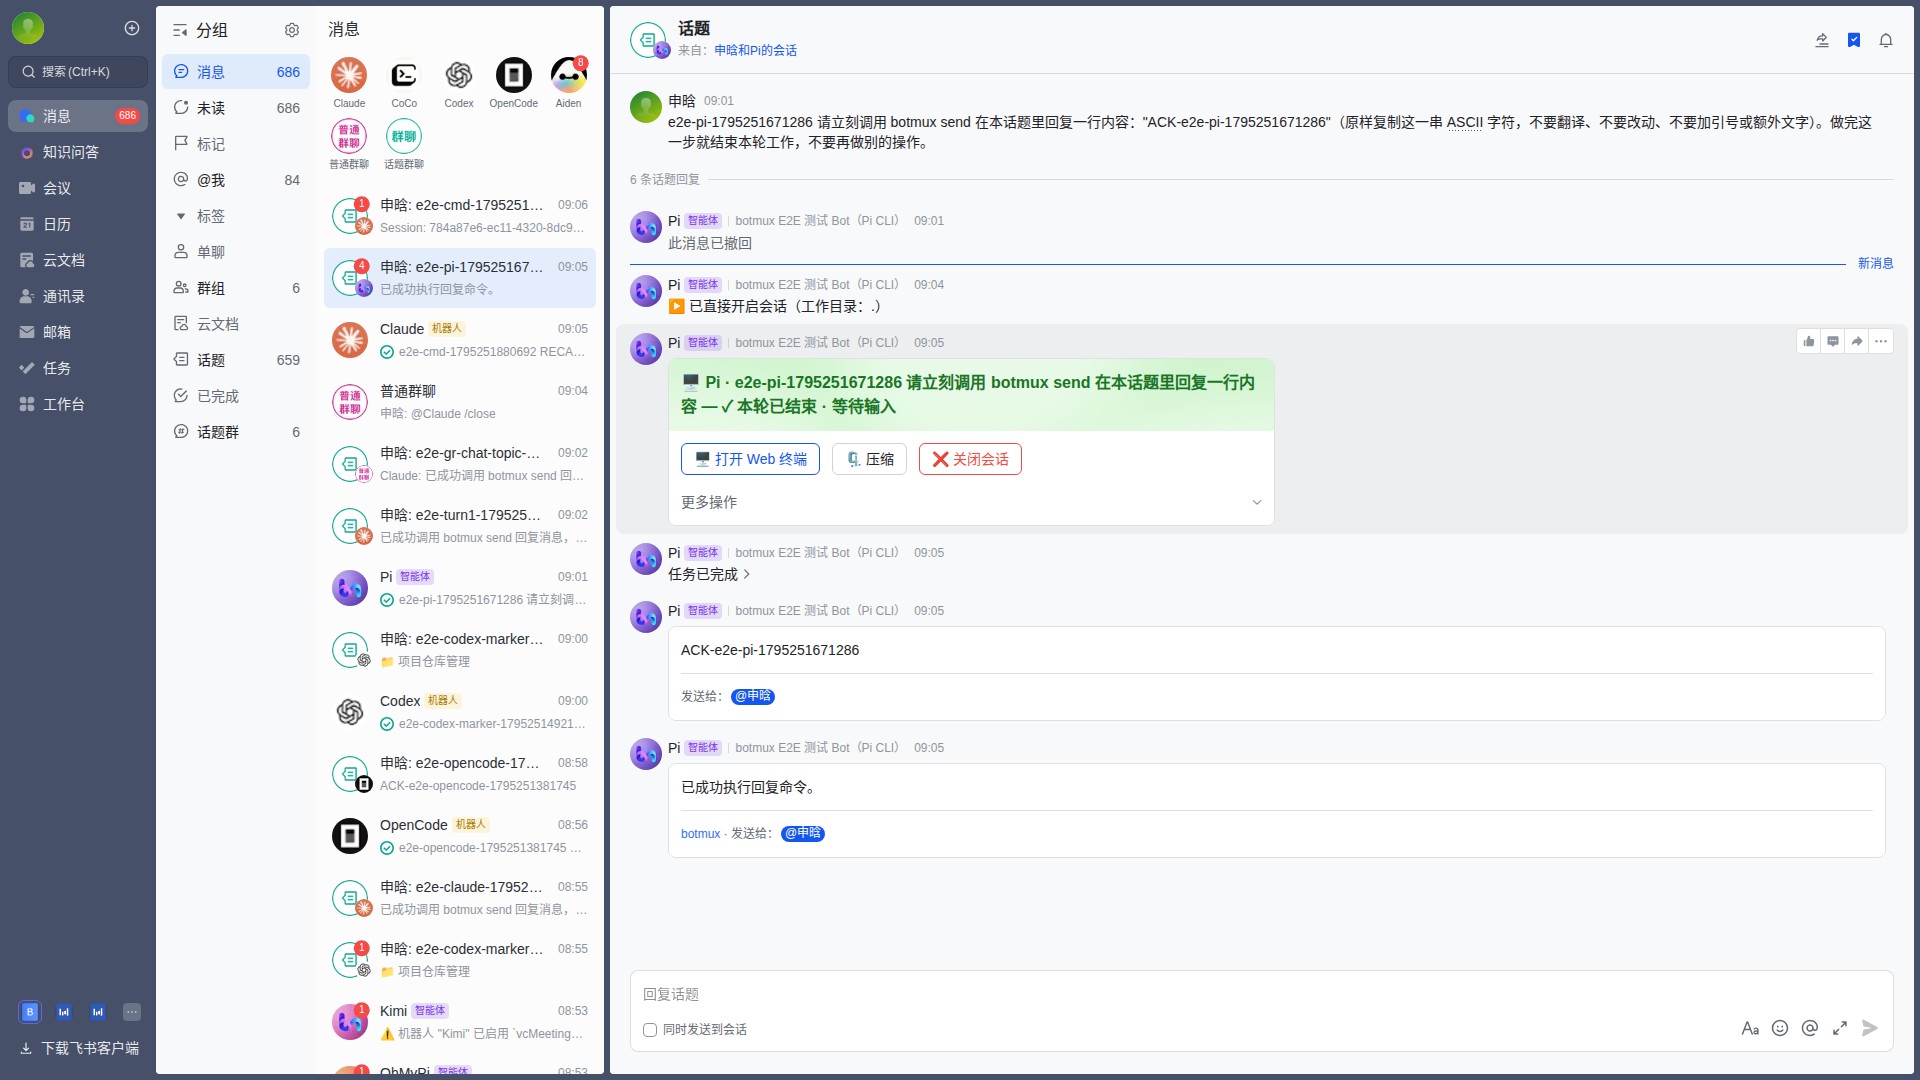 搜索 (Ctrl+K)
消息 686
知识问答
会议
日历
云文档
通讯录
邮箱
任务
工作台
下载飞书客户端
分组
消息 686
未读 686
标记
@我 84
标签
单聊
群组 6
云文档
话题 659
已完成
话题群 6
消息
8
Claude CoCo Codex OpenCode Aiden
普通群聊 群聊
普通群聊 话题群聊
1 申晗: e2e-cmd-1795251... 09:06
Session: 784a87e6-ec11-4320-8dc9...
4 申晗: e2e-pi-179525167... 09:05
已成功执行回复命令。
Claude 机器人 09:05
e2e-cmd-1795251880692 RECA...
普通群聊 普通群聊 09:04
申晗: @Claude /close
申晗: e2e-gr-chat-topic-... 09:02
Claude: 已成功调用 botmux send 回...
申晗: e2e-turn1-179525... 09:02
已成功调用 botmux send 回复消息，...
Pi 智能体 09:01
e2e-pi-1795251671286 请立刻调...
申晗: e2e-codex-marker... 09:00
📁 项目仓库管理
Codex 机器人 09:00
e2e-codex-marker-17952514921...
申晗: e2e-opencode-17... 08:58
ACK-e2e-opencode-1795251381745
OpenCode 机器人 08:56
e2e-opencode-1795251381745 ...
申晗: e2e-claude-17952... 08:55
已成功调用 botmux send 回复消息，...
1 申晗: e2e-codex-marker... 08:55
📁 项目仓库管理
1 Kimi 智能体 08:53
⚠️ 机器人 "Kimi" 已启用 `vcMeeting...
1 OhMyPi 智能体 08:53
话题
来自：申晗和Pi的会话
申晗 09:01
e2e-pi-1795251671286 请立刻调用 botmux send 在本话题里回复一行内容："ACK-e2e-pi-1795251671286"（原样复制这一串 ASCII 字符，不要翻译、不要改动、不要加引号或额外文字）。做完这
一步就结束本轮工作，不要再做别的操作。
6 条话题回复
Pi 智能体 botmux E2E 测试 Bot（Pi CLI） 09:01
此消息已撤回
新消息
Pi 智能体 botmux E2E 测试 Bot（Pi CLI） 09:04
▶️ 已直接开启会话（工作目录：.）
Pi 智能体 botmux E2E 测试 Bot（Pi CLI） 09:05
🖥️ Pi · e2e-pi-1795251671286 请立刻调用 botmux send 在本话题里回复一行内
容 — ✓ 本轮已结束 · 等待输入
🖥️ 打开 Web 终端 🗜️ 压缩 ❌ 关闭会话
更多操作
Pi 智能体 botmux E2E 测试 Bot（Pi CLI） 09:05
任务已完成
Pi 智能体 botmux E2E 测试 Bot（Pi CLI） 09:05
ACK-e2e-pi-1795251671286
发送给：@申晗
Pi 智能体 botmux E2E 测试 Bot（Pi CLI） 09:05
已成功执行回复命令。
botmux · 发送给：@申晗
回复话题
同时发送到会话